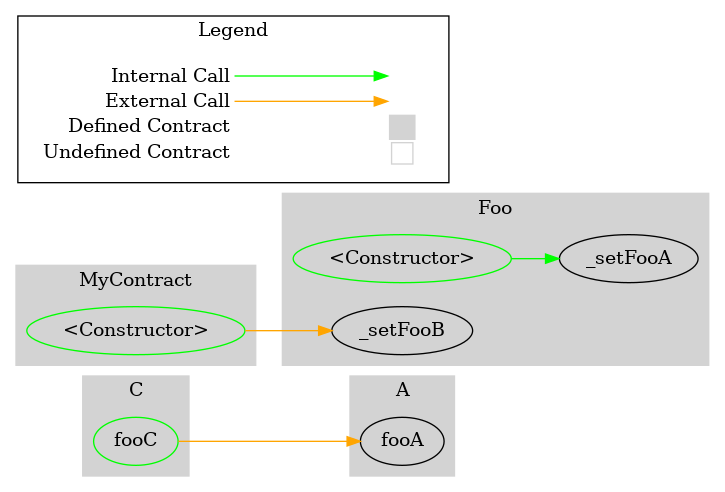 Legend
Internal Call
External Call
Defined Contract
Undefined Contract
Foo
<Constructor>
_setFooA
MyContract
<Constructor>
_setFooB
C
A
fooC
fooA